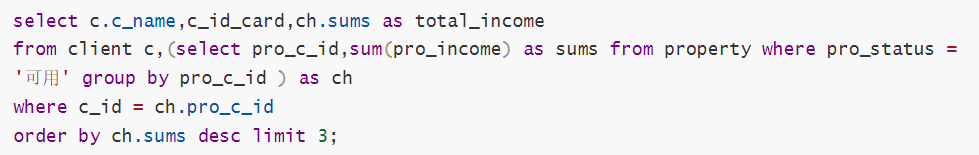 select c.c_name,c_id_card,ch.sums as total_income
from client c,(select pro_c_id,sum(pro_income) as sums from property where pro_status =
'可用' group by pro_c_id ) as ch
where c_id = ch.pro_c_id
order by ch.sums desc limit 3;